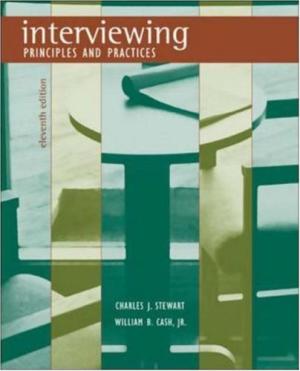 interviewing
PRINCIPLES AND PRACTICES
eleventh edition
CHARLES J. STEWART
WILLIAM B. CASH, JR.